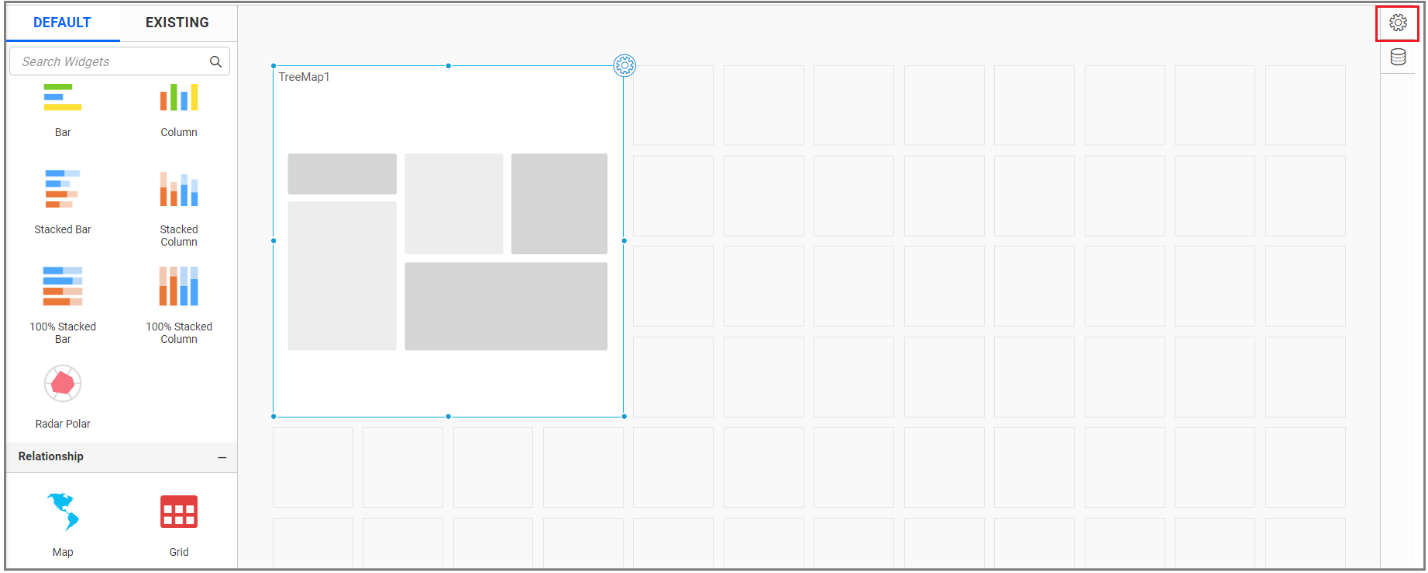 DEFAULT
EXISTING
Search Widgets
Bar
Column
Stacked Bar
Stacked
Column
100% Stacked
Bar
100% Stacked
Column
Radar Polar
Relationship
Map
Grid
TreeMap1